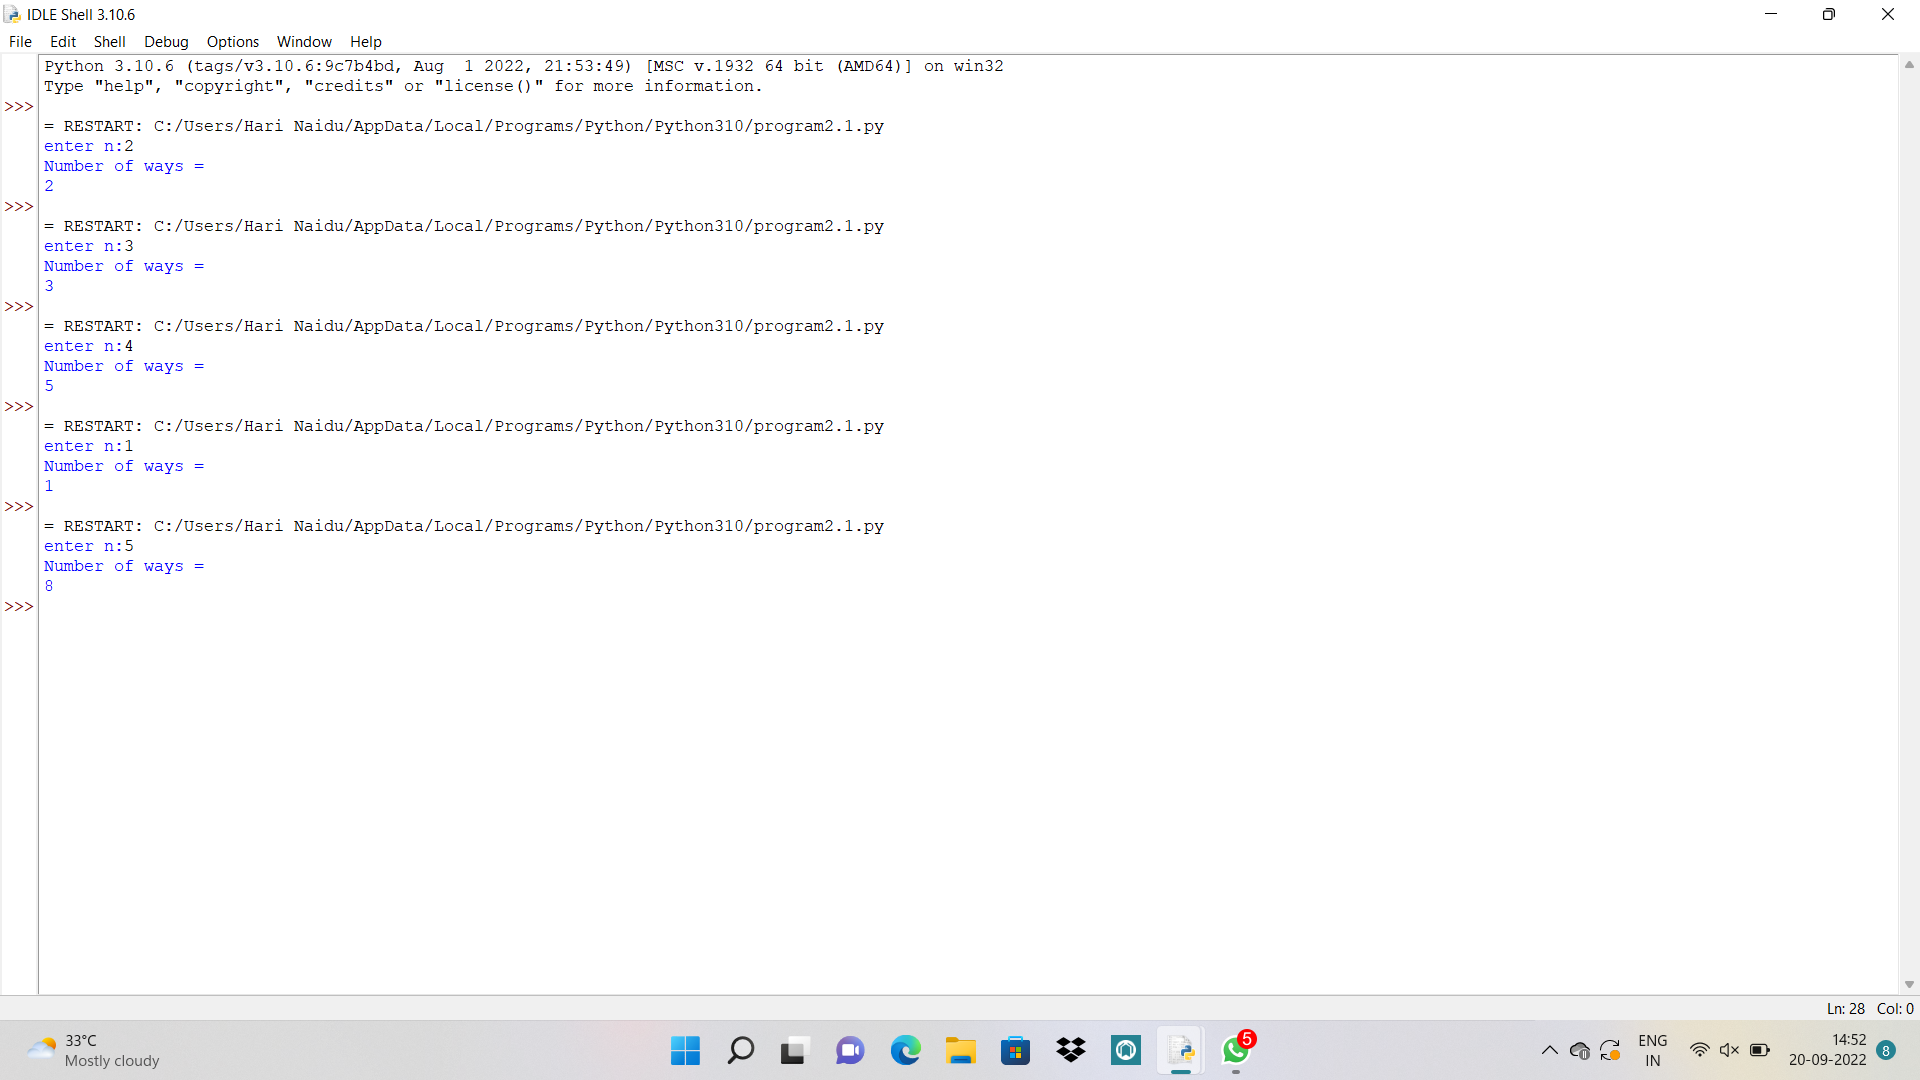 IDLE Shell 3.10.6
File Edit Shell Debug Options Window Help
Python 3.10.6 (tags/v3.10.6:9c7b4bd, Aug  1 2022, 21:53:49) [MSC v.1932 64 bit (AMD64)] on win32
Type "help", "copyright", "credits" or "license()" for more information.
>>>
= RESTART: C:/Users/Hari Naidu/AppData/Local/Programs/Python/Python310/program2.1.py
enter n:2
Number of ways =
2
>>>
= RESTART: C:/Users/Hari Naidu/AppData/Local/Programs/Python/Python310/program2.1.py
enter n:3
Number of ways =
3
>>>
= RESTART: C:/Users/Hari Naidu/AppData/Local/Programs/Python/Python310/program2.1.py
enter n:4
Number of ways =
5
>>>
= RESTART: C:/Users/Hari Naidu/AppData/Local/Programs/Python/Python310/program2.1.py
enter n:1
Number of ways =
1
>>>
= RESTART: C:/Users/Hari Naidu/AppData/Local/Programs/Python/Python310/program2.1.py
enter n:5
Number of ways =
8
>>>
Ln: 28 Col: 0
33°C
Mostly cloudy
5
ENG
IN
14:52
20-09-2022
8